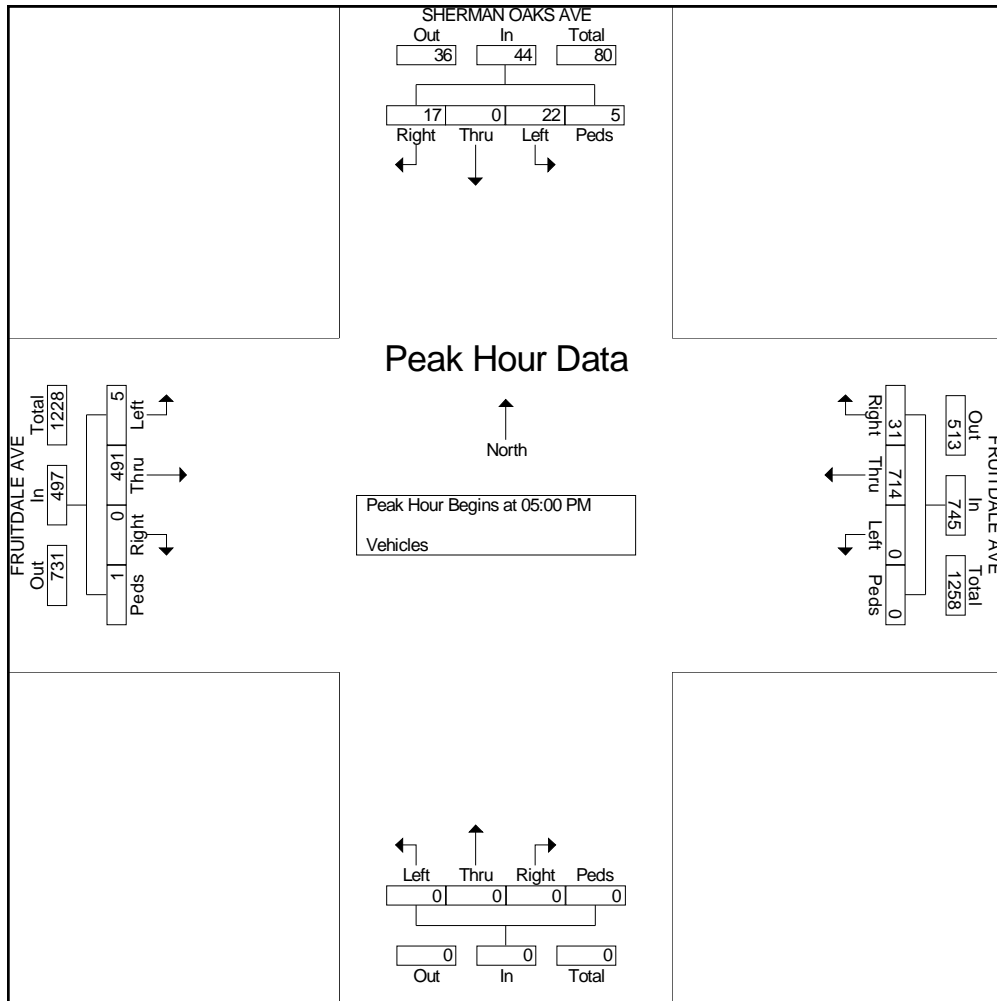 SHERMAN OAKS AVE
Out In Total
36 44 80
17 0 22 5
Right Thru Left Peds
Peak Hour Data
North
Peak Hour Begins at 05:00 PM
Vehicles
FRUITDALE AVE
Out In Total
731 497 1228
5 491 0 1
Left Thru Right Peds
FRUITDALE AVE
Out In Total
513 745 1258
31 714 0 0
Right Thru Left Peds
Left Thru Right Peds
0 0 0 0
0 0 0
Out In Total